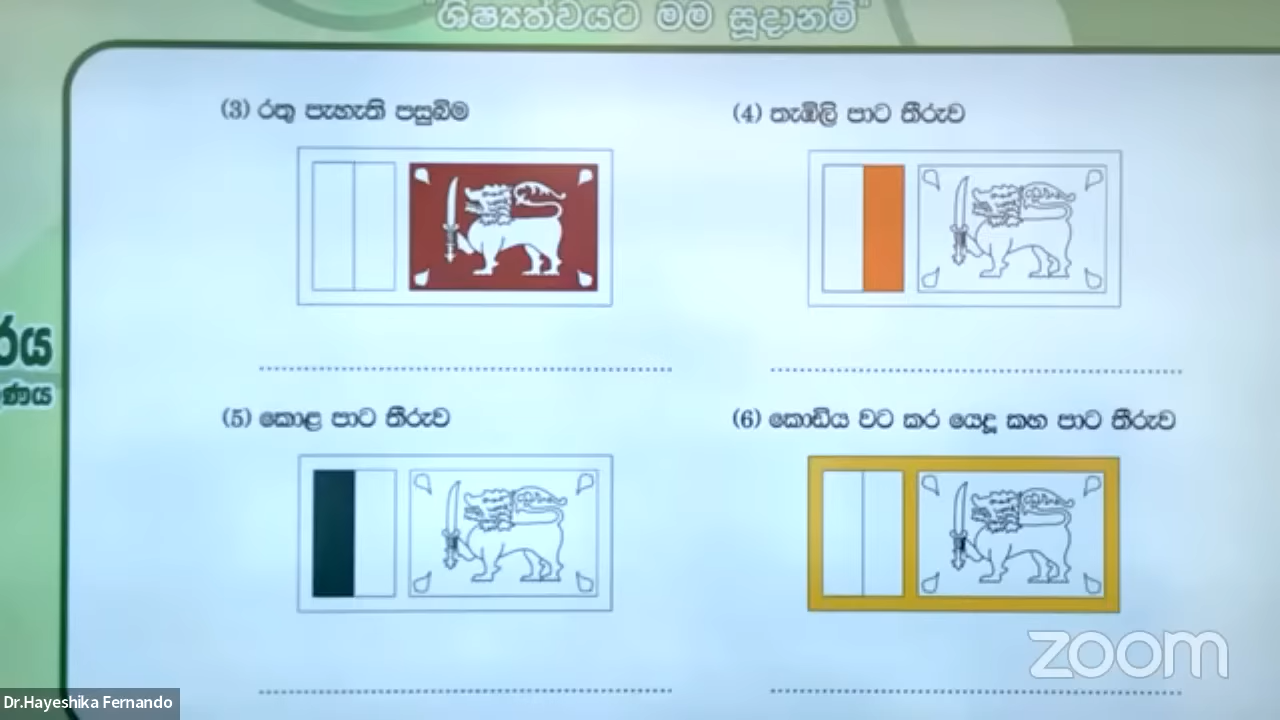 "ශිෂ්‍යත්වයට මම සූදානම්"
(3) රතු පැහැති පසුබිම
(4) තැඹිලි පාට තීරුව
(5) කොළ පාට තීරුව
(6) කොඩිය වට කර යෙදූ කහ පාට තීරුව
zoom
Dr.Hayeshika Fernando